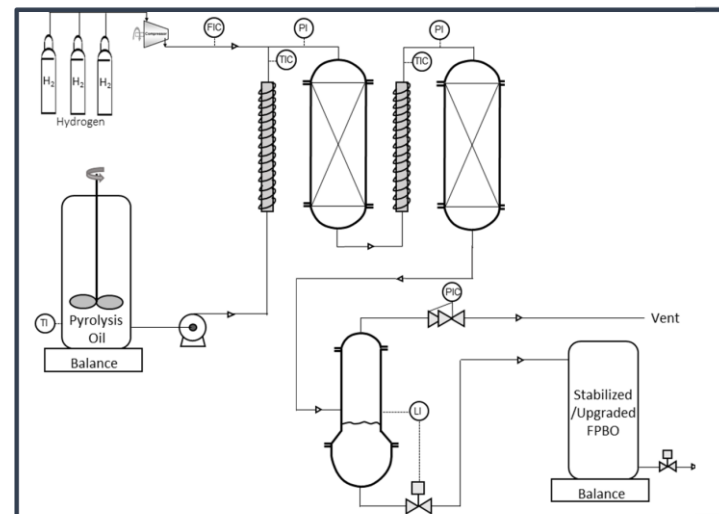 Compressor
FIC
PI
PI
TIC
TIC
H2
H2
H2
Hydrogen
PIC
Vent
TI
Pyrolysis
Oil
Balance
LI
Stabilized
/Upgraded
FPBO
Balance